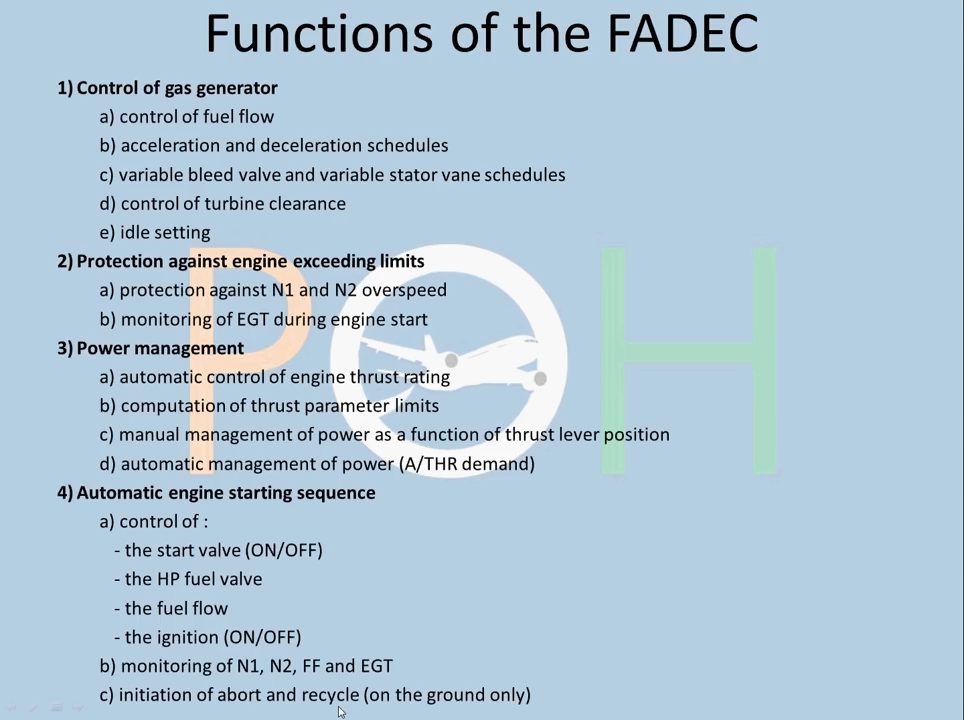 Functions of the FADEC
1) Control of gas generator
a) control of fuel flow
b) acceleration and deceleration schedules
c) variable bleed valve and variable stator vane schedules
d) control of turbine clearance
e) idle setting
2) Protection against engine exceeding limits
a) protection against N1 and N2 overspeed
b) monitoring of EGT during engine start
3) Power management
a) automatic control of engine thrust rating
b) computation of thrust parameter limits
c) manual management of power as a function of thrust lever position
d) automatic management of power (A/THR demand)
4) Automatic engine starting sequence
a) control of :
- the start valve (ON/OFF)
- the HP fuel valve
- the fuel flow
- the ignition (ON/OFF)
b) monitoring of N1, N2, FF and EGT
c) initiation of abort and recycle (on the ground only)
POH